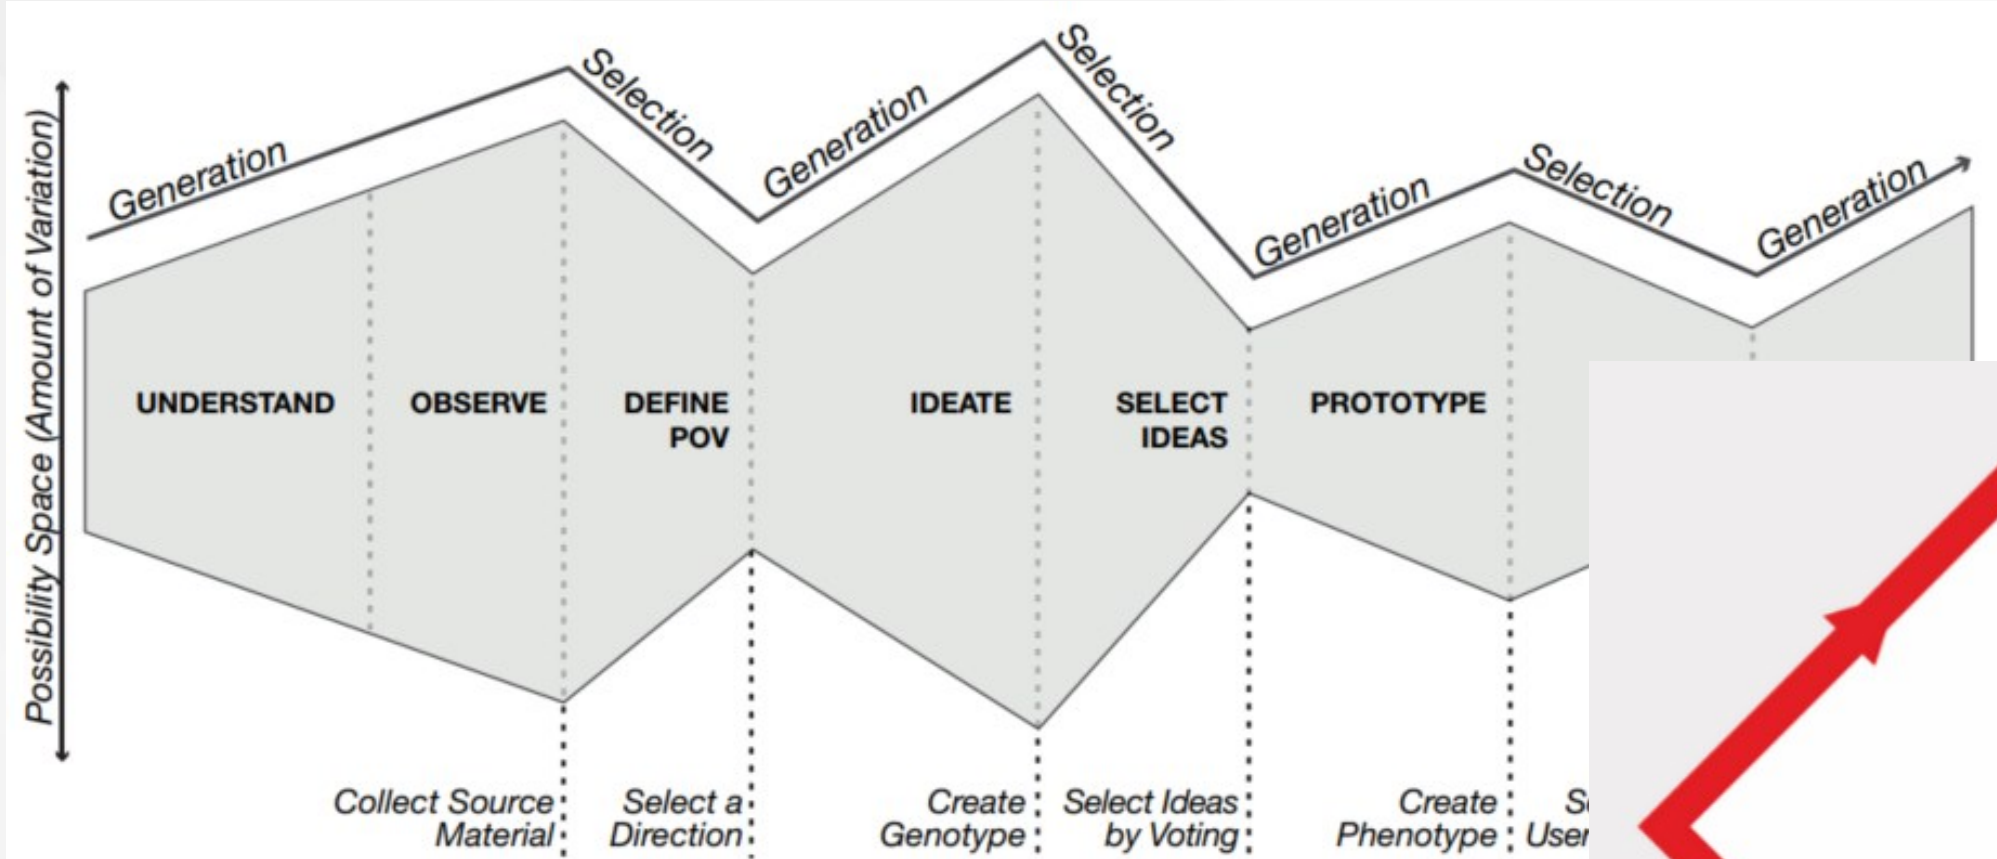 Possibility Space (Amount of Variation)
Generation
Selection
Generation
Selection
Generation
Selection
Generation
UNDERSTAND
OBSERVE
DEFINE
POV
IDEATE
SELECT
IDEAS
PROTOTYPE
Collect Source
Material
Select a
Direction
Create
Genotype
Select Ideas
by Voting
Create
Phenotype
User